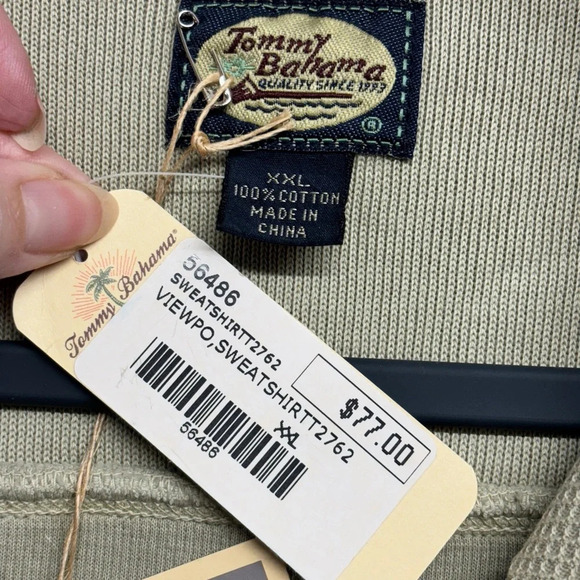 Tommy
Bahama
QUALITY SINCE 1993
®
XXL
100% COTTON
MADE IN
CHINA
Tommy Bahama®
56486
SWEATSHIRTT2762
VIEWPO,SWEATSHIRTT2762
XXL
$77.00
56486